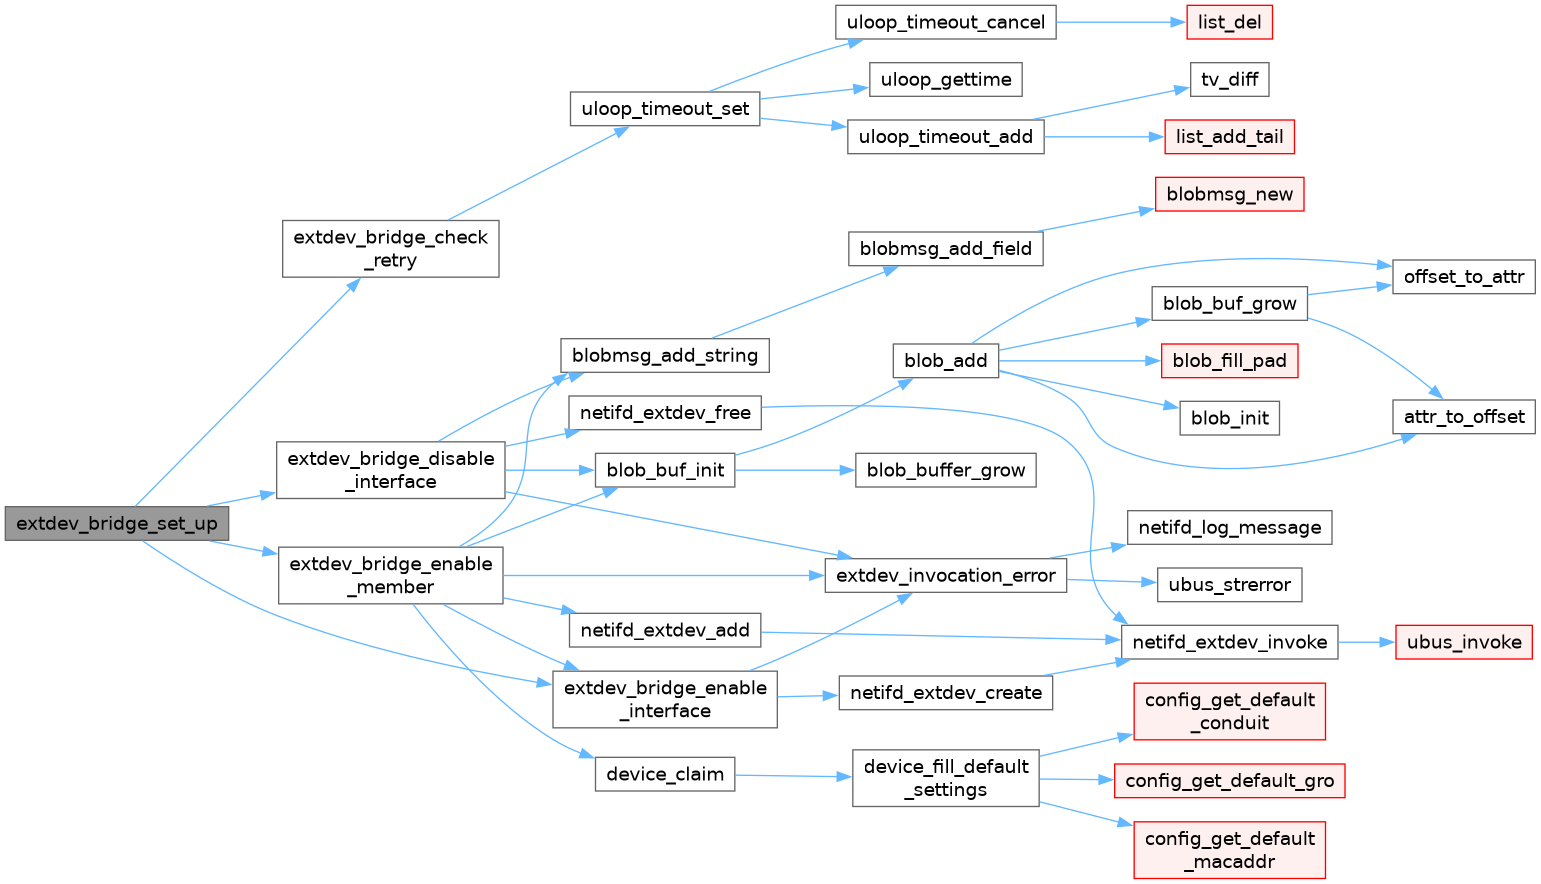 uloop_timeout_cancel
list_del
uloop_gettime
tv_diff
uloop_timeout_set
uloop_timeout_add
list_add_tail
blobmsg_new
extdev_bridge_check
_retry
blobmsg_add_field
offset_to_attr
blob_buf_grow
blobmsg_add_string
blob_add
blob_fill_pad
netifd_extdev_free
blob_init
attr_to_offset
extdev_bridge_disable
_interface
blob_buf_init
blob_buffer_grow
extdev_bridge_set_up
netifd_log_message
extdev_bridge_enable
_member
extdev_invocation_error
ubus_strerror
netifd_extdev_add
netifd_extdev_invoke
ubus_invoke
extdev_bridge_enable
_interface
netifd_extdev_create
config_get_default
_conduit
device_claim
device_fill_default
_settings
config_get_default_gro
config_get_default
_macaddr